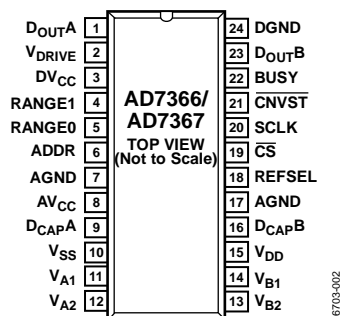 DOUTA 1
VDRIVE 2
DVCC 3
RANGE1 4
RANGE0 5
ADDR 6
AGND 7
AVCC 8
DCAPA 9
VSS 10
VA1 11
VA2 12
AD7366/
AD7367
TOP VIEW
(Not to Scale)
24 DGND
23 DOUTB
22 BUSY
21 CNVST
20 SCLK
19 CS
18 REFSEL
17 AGND
16 DCAPB
15 VDD
14 VB1
13 VB2
6703-002